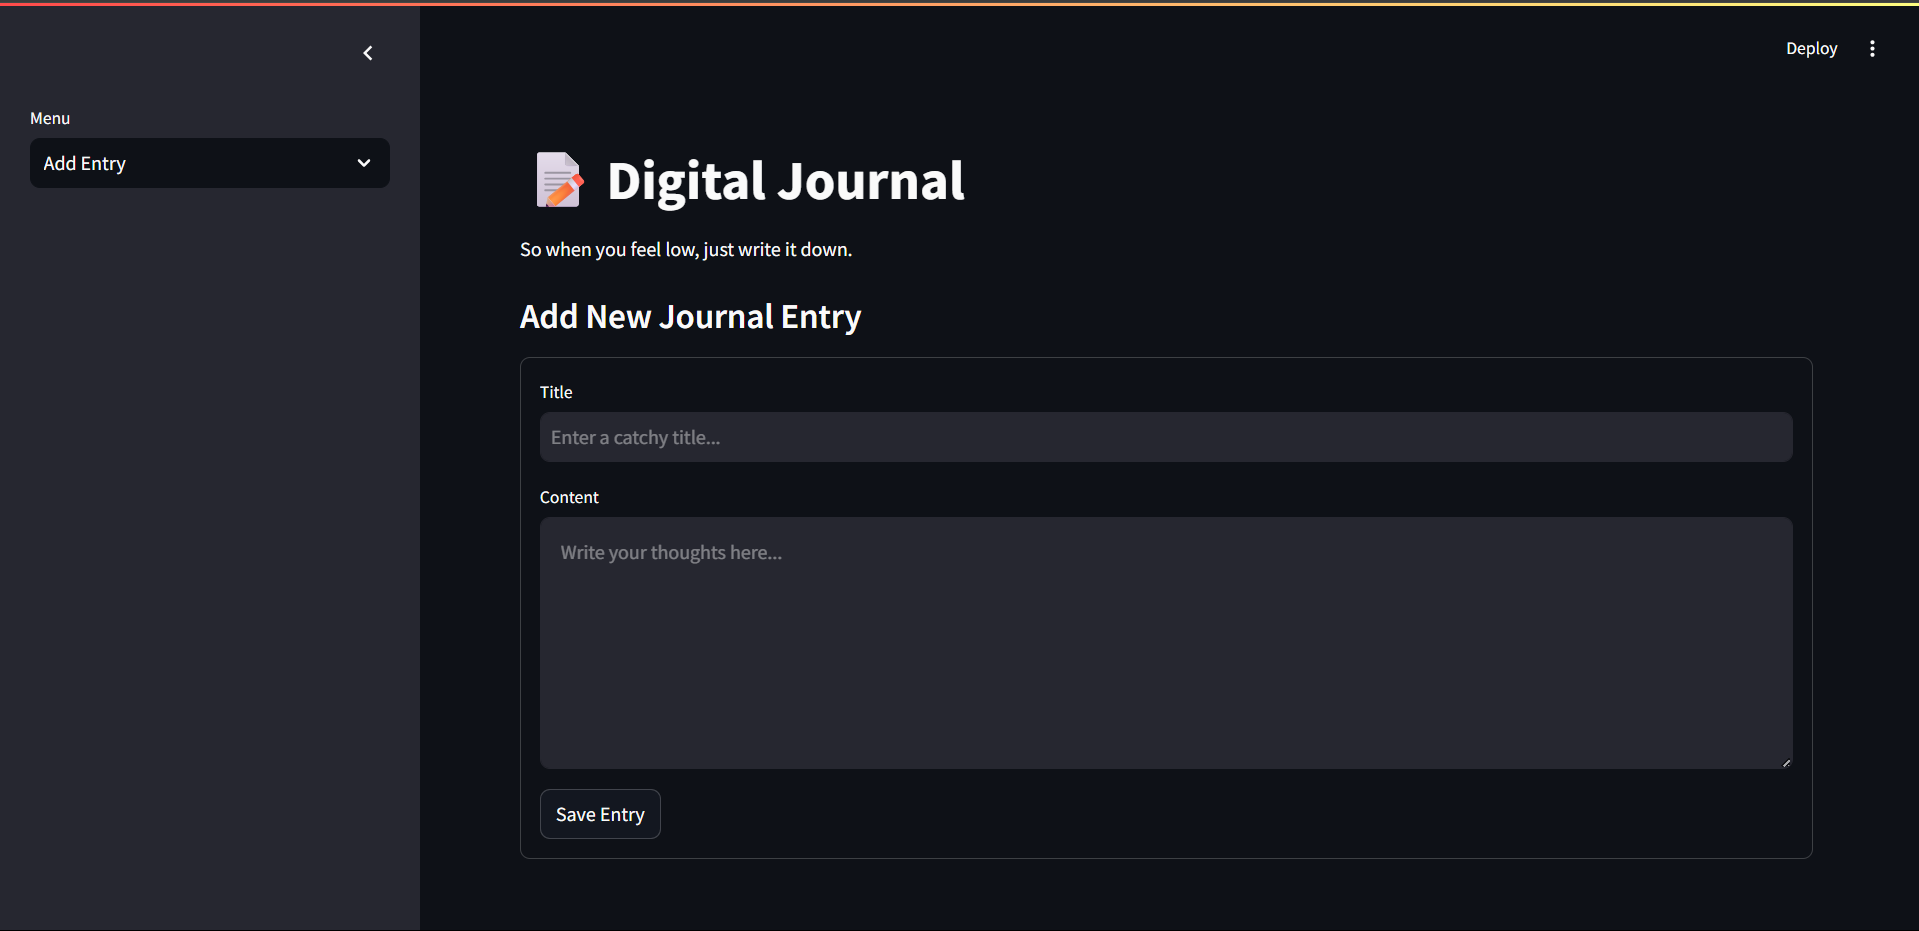 Deploy
Menu
Add Entry
Digital Journal
So when you feel low, just write it down.
Add New Journal Entry
Title
Enter a catchy title...
Content
Write your thoughts here...
Save Entry